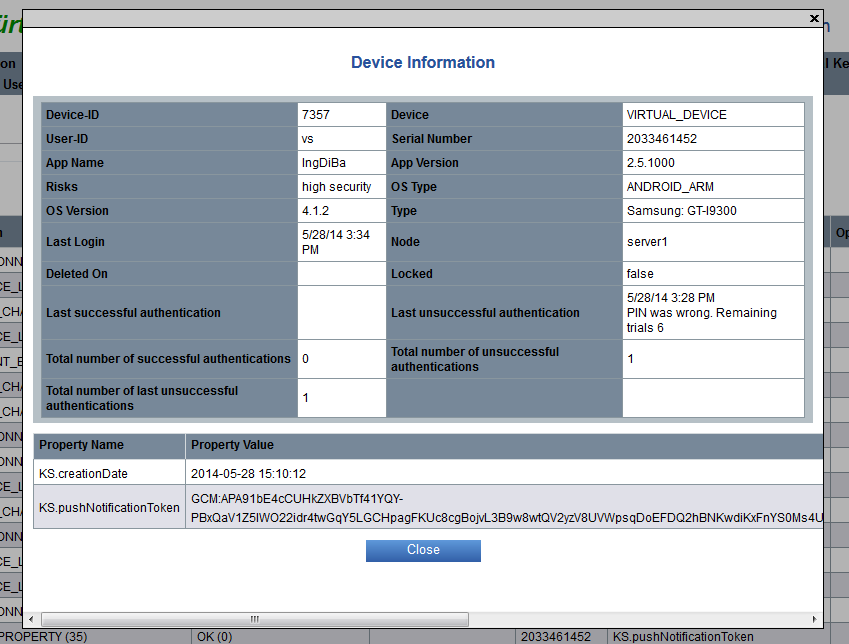 Device Information
Device-ID 7357 Device VIRTUAL_DEVICE
User-ID vs Serial Number 2033461452
App Name IngDiBa App Version 2.5.1000
Risks high security OS Type ANDROID_ARM
OS Version 4.1.2 Type Samsung: GT-I9300
Last Login 5/28/14 3:34 PM Node server1
Deleted On Locked false
Last successful authentication Last unsuccessful authentication 5/28/14 3:28 PM
PIN was wrong. Remaining
trials 6
Total number of successful authentications 0 Total number of unsuccessful
authentications 1
Total number of last unsuccessful
authentications 1
Property Name Property Value
KS.creationDate 2014-05-28 15:10:12
KS.pushNotificationToken GCM:APA91bE4cCUHkZXBVbTf41YQY-
PBxQaV1Z5IWO22idr4twGqY5LGCHpagFKUc8cgBojvL3B9w8wtQV2yzV8UVWpsqDoEFDQ2hBNKwdiKxFnYS0Ms4U
Close
PROPERTY (35) OK (0) 2033461452 KS.pushNotificationToken